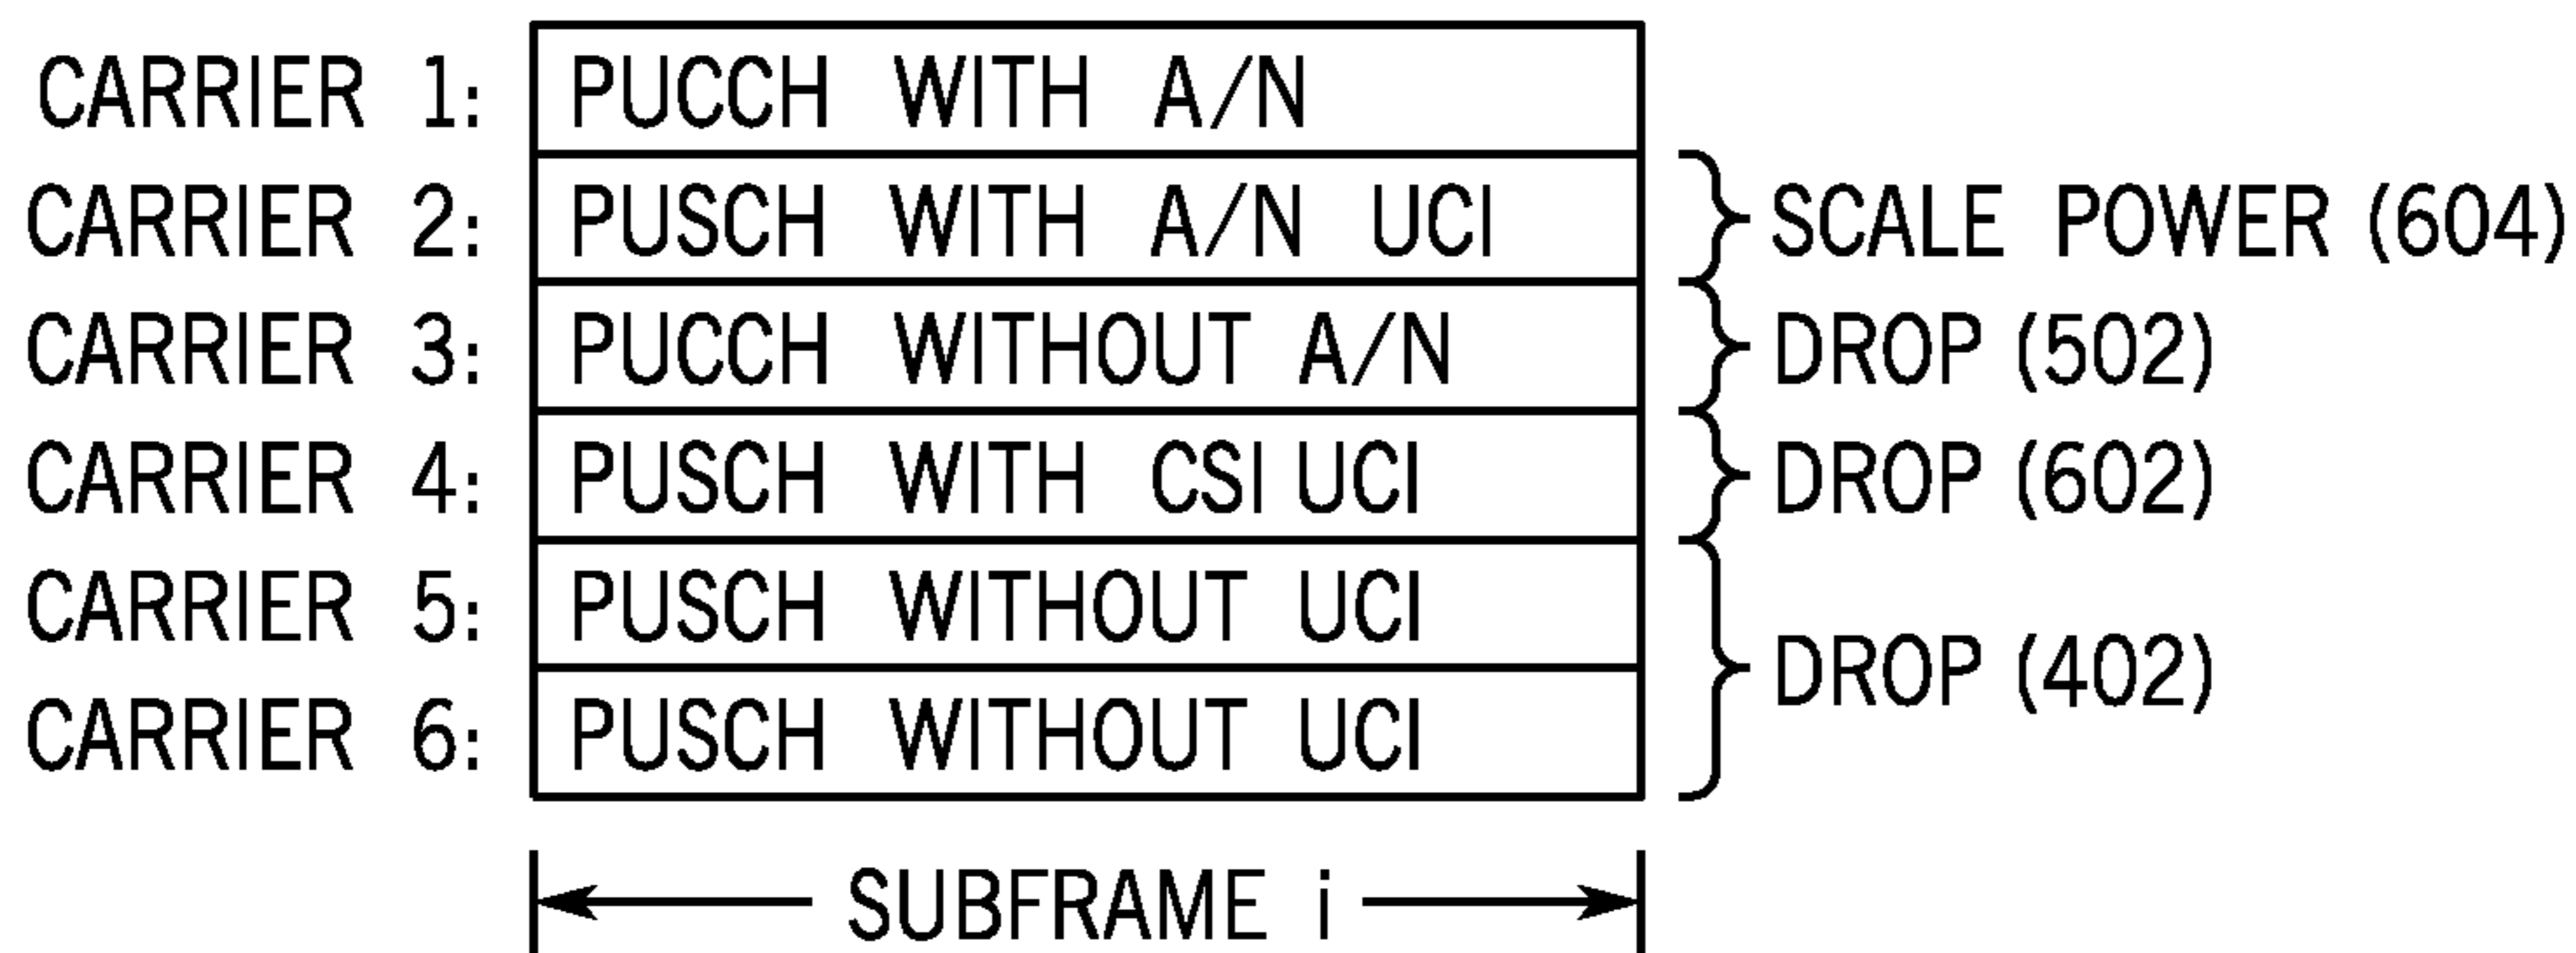 CARRIER 1: PUCCH WITH A/N
CARRIER 2: PUSCH WITH A/N UCI SCALE POWER (604)
CARRIER 3: PUCCH WITHOUT A/N DROP (502)
CARRIER 4: PUSCH WITH CSI UCI DROP (602)
CARRIER 5: PUSCH WITHOUT UCI
DROP (402)
CARRIER 6: PUSCH WITHOUT UCI
SUBFRAME i